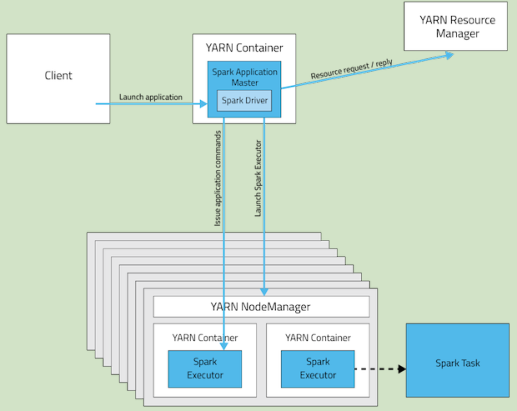 YARN Resource
Manager
YARN Container
Client
Spark Application
Master
Spark Driver
Launch application
Resource request / reply
Issue application commands
Launch Spark Executor
YARN NodeManager
YARN Container
YARN Container
Spark
Executor
Spark
Executor
Spark Task